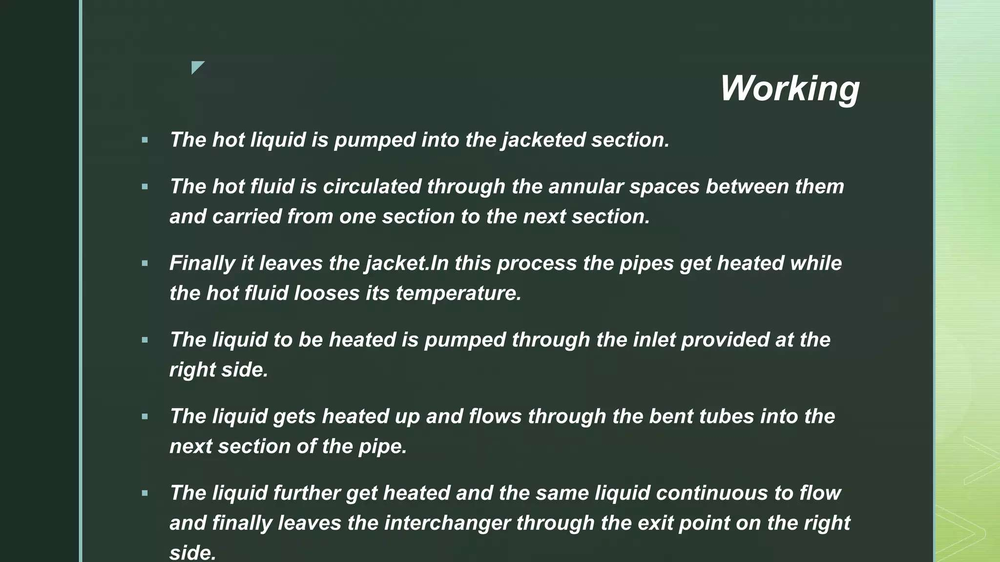 Working
▪ The hot liquid is pumped into the jacketed section.
▪ The hot fluid is circulated through the annular spaces between them
and carried from one section to the next section.
▪ Finally it leaves the jacket.In this process the pipes get heated while
the hot fluid looses its temperature.
▪ The liquid to be heated is pumped through the inlet provided at the
right side.
▪ The liquid gets heated up and flows through the bent tubes into the
next section of the pipe.
▪ The liquid further get heated and the same liquid continuous to flow
and finally leaves the interchanger through the exit point on the right
side.